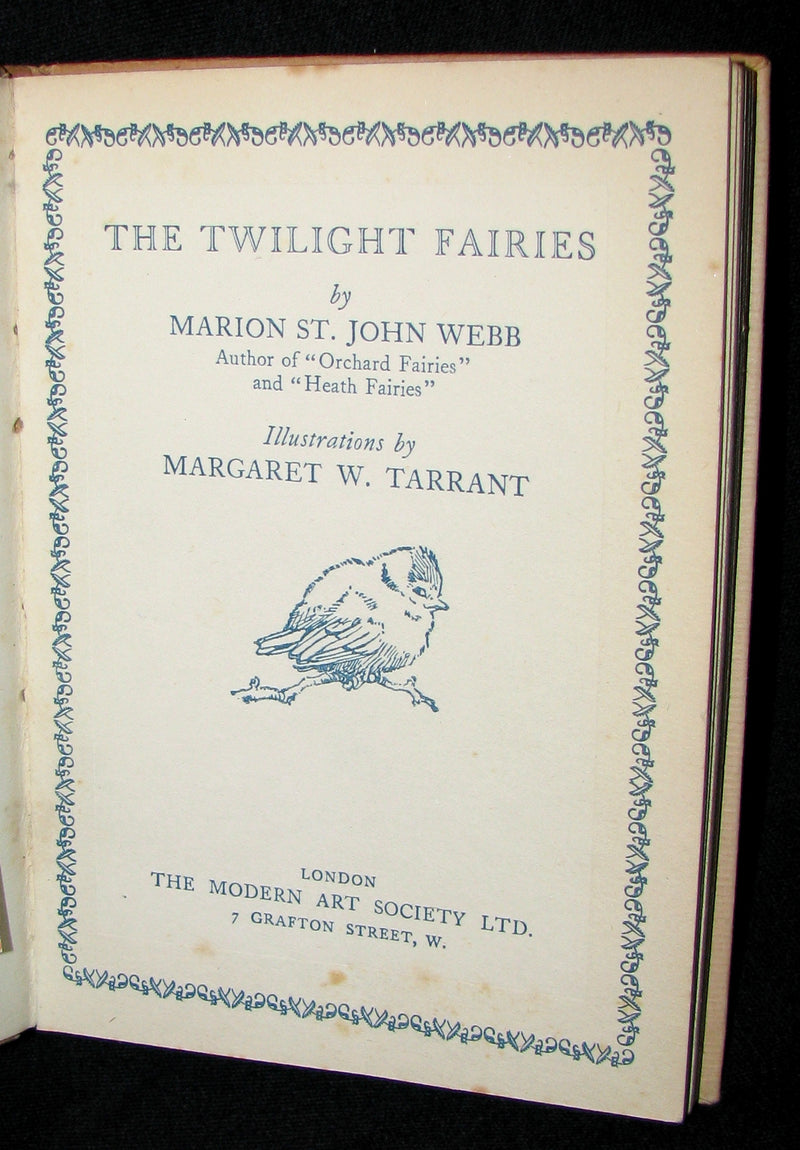 THE TWILIGHT FAIRIES
by
MARION ST. JOHN WEBB
Author of “Orchard Fairies”
and “Heath Fairies”
Illustrations by
MARGARET W. TARRANT
LONDON
THE MODERN ART SOCIETY LTD.
7 GRAFTON STREET, W.